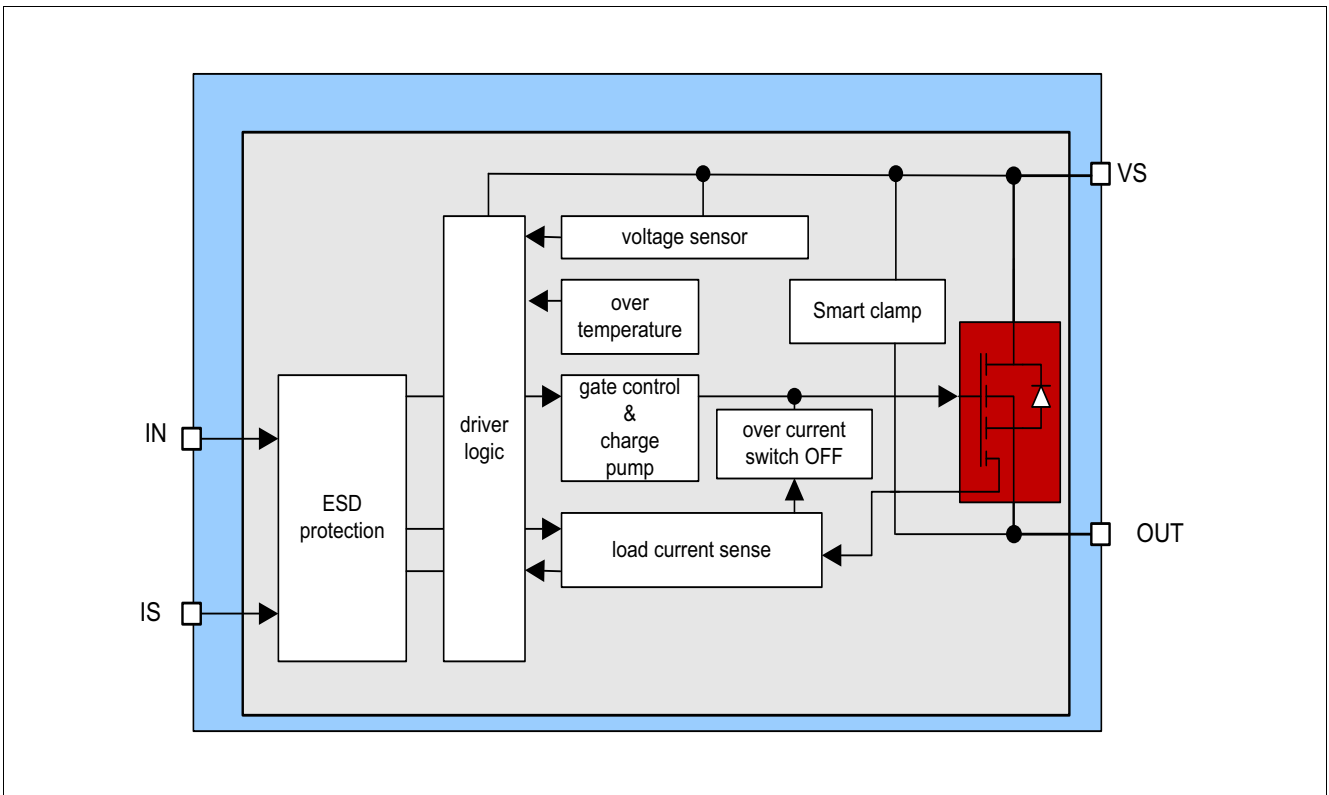 VS
voltage sensor
over
temperature
Smart clamp
gate control
&
charge
pump
over current
switch OFF
driver
logic
IN
ESD
protection
load current sense
OUT
IS